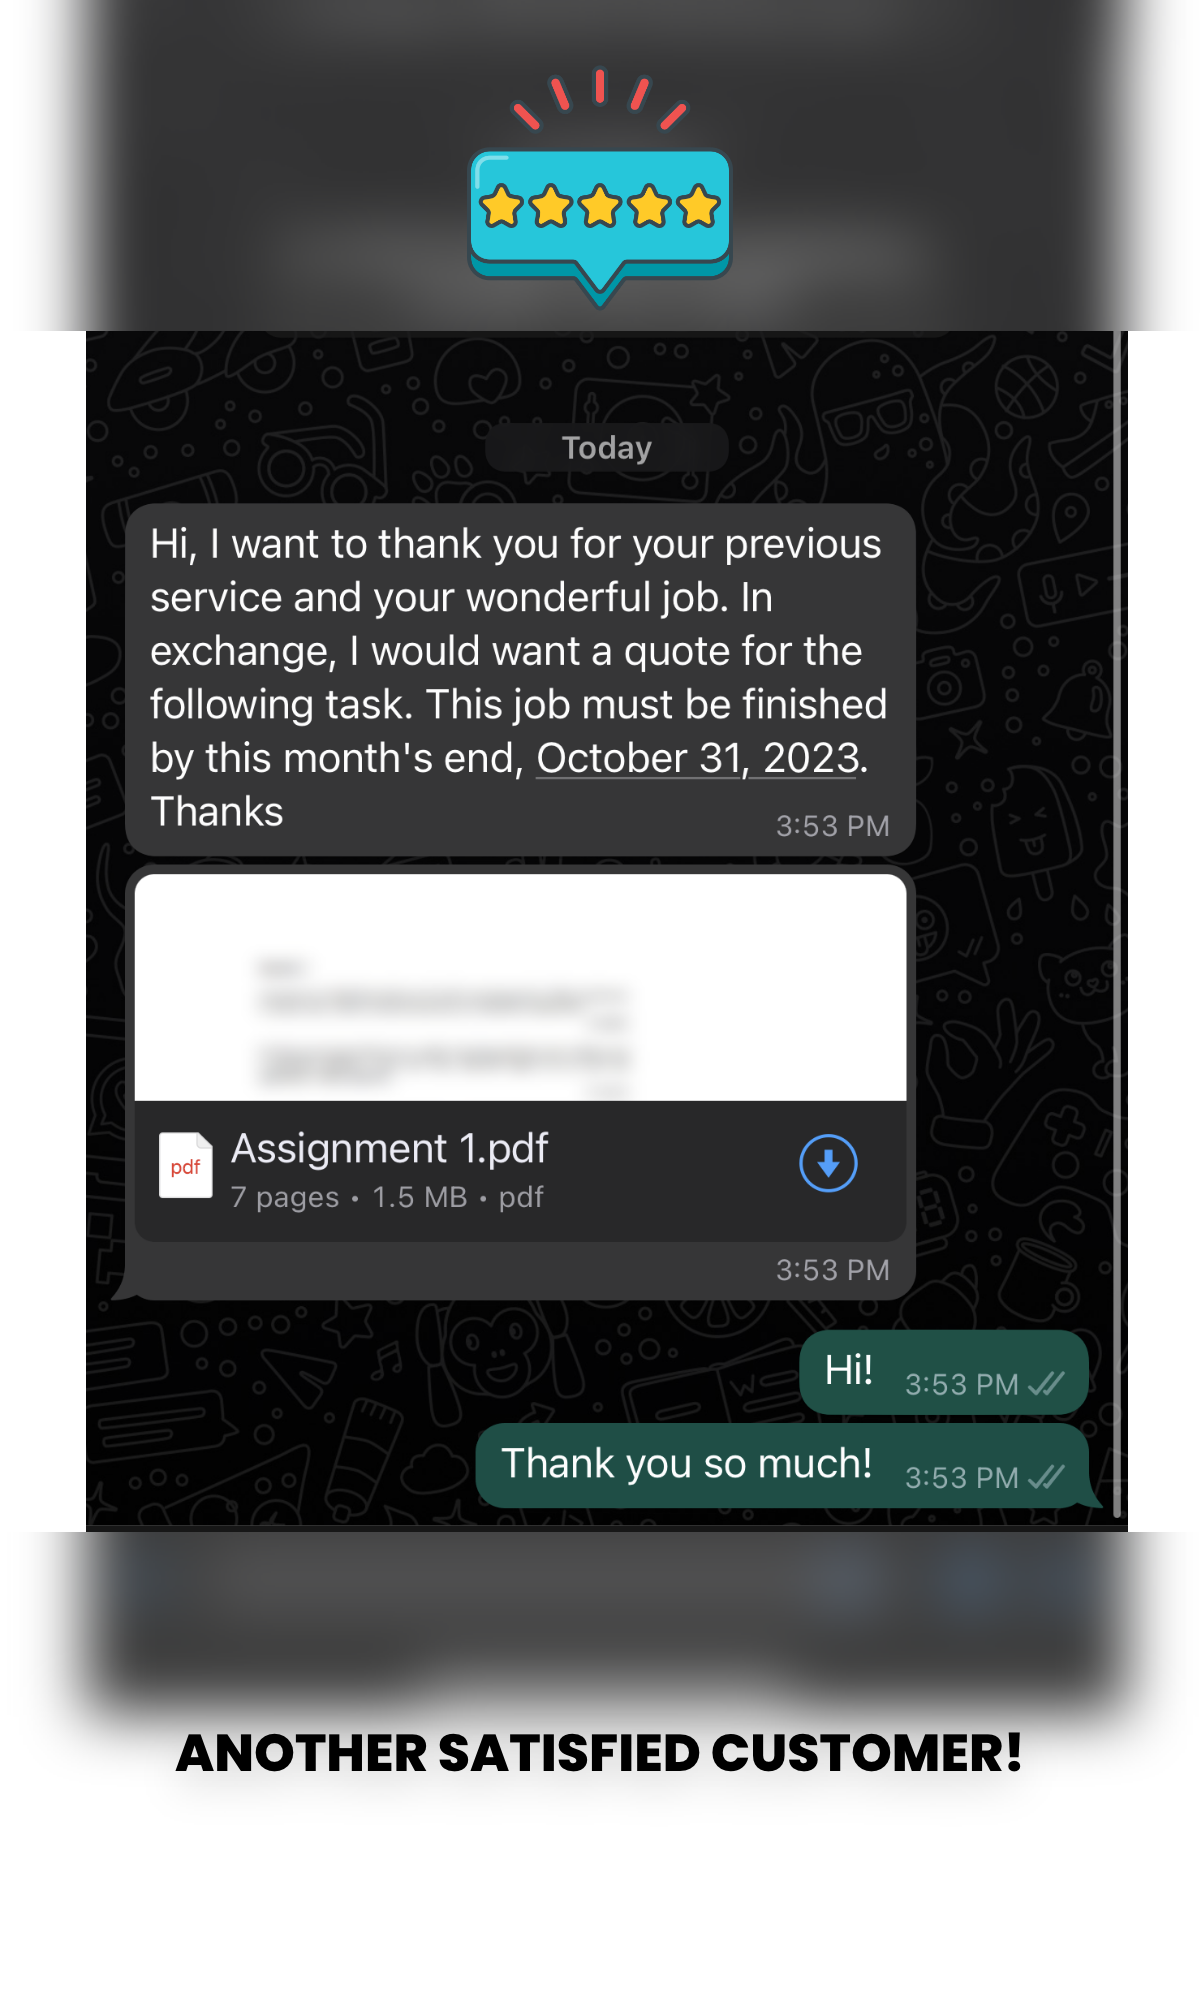 Today
Hi, I want to thank you for your previous
service and your wonderful job. In
exchange, I would want a quote for the
following task. This job must be finished
by this month's end, October 31, 2023.
Thanks
3:53 PM
pdf
Assignment 1.pdf
7 pages • 1.5 MB • pdf
3:53 PM
Hi! 3:53 PM
Thank you so much! 3:53 PM
ANOTHER SATISFIED CUSTOMER!